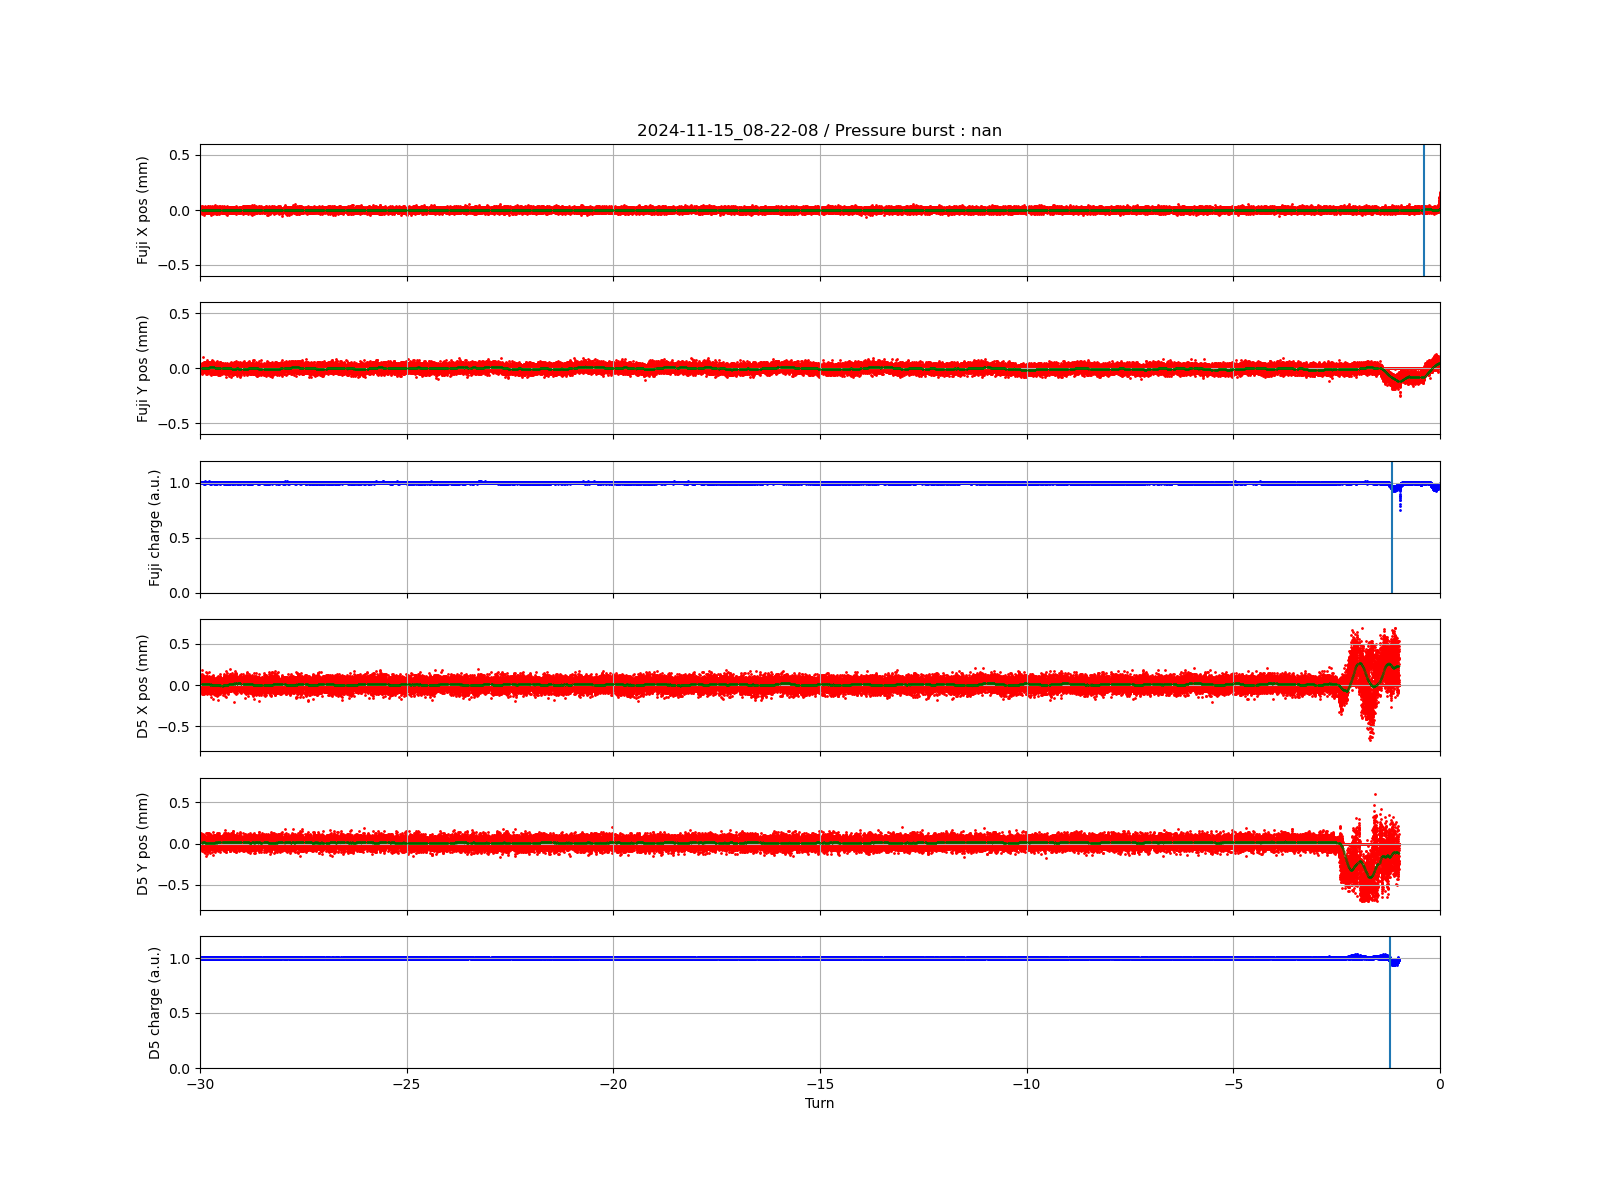 2024-11-15_08-22-08 / Pressure burst : nan
Fuji X pos (mm)
0.5
0.0
−0.5
Fuji Y pos (mm)
0.5
0.0
−0.5
Fuji charge (a.u.)
1.0
0.5
0.0
D5 X pos (mm)
0.5
0.0
−0.5
D5 Y pos (mm)
0.5
0.0
−0.5
D5 charge (a.u.)
1.0
0.5
0.0
−30 −25 −20 −15 −10 −5 0
Turn